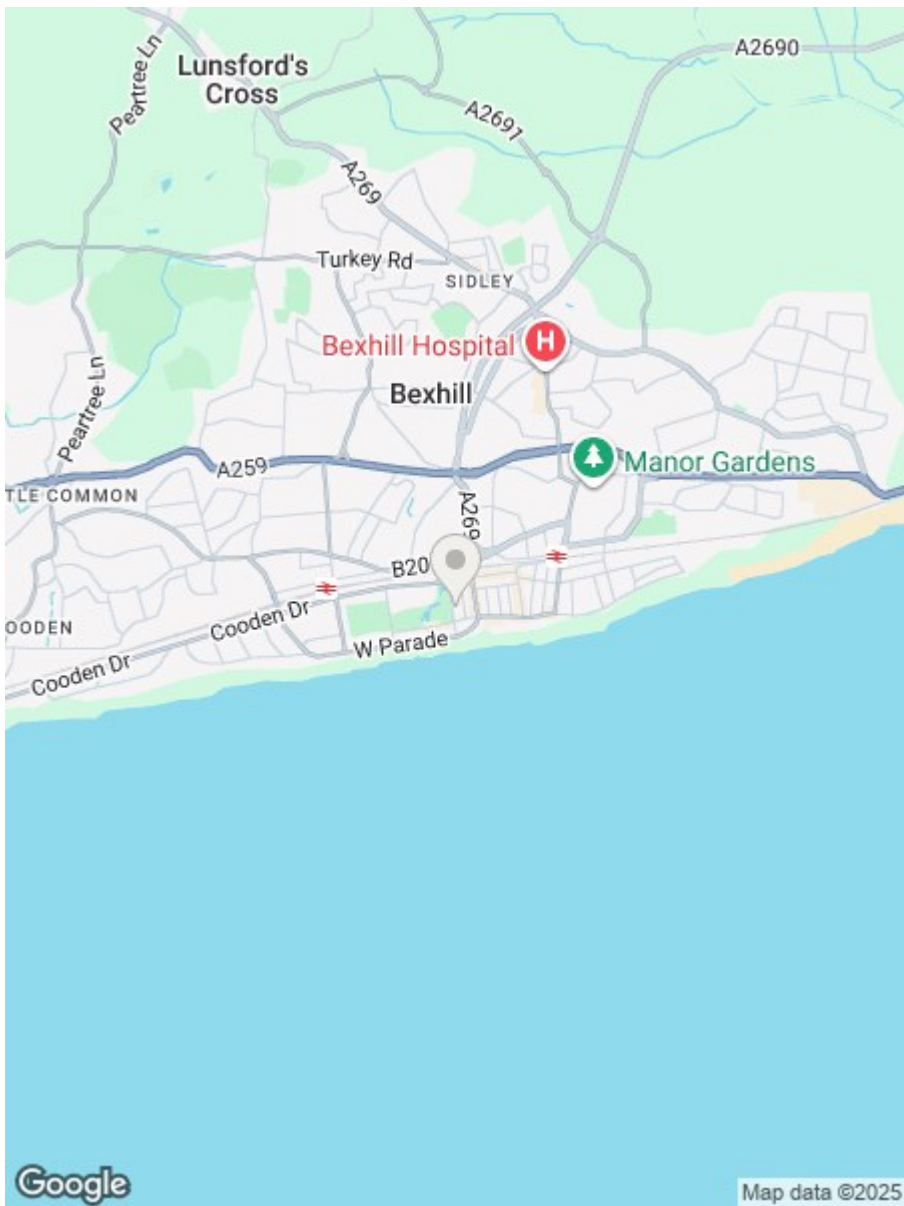 A2690
Lunsford's
Cross
Peartree Ln
A2691
A269
Turkey Rd
SIDLEY
Bexhill Hospital
H
Bexhill
Peartree Ln
A259
Manor Gardens
TLE COMMON
A269
B20
Cooden Dr
OODEN
W Parade
Cooden Dr
Google
Map data ©2025